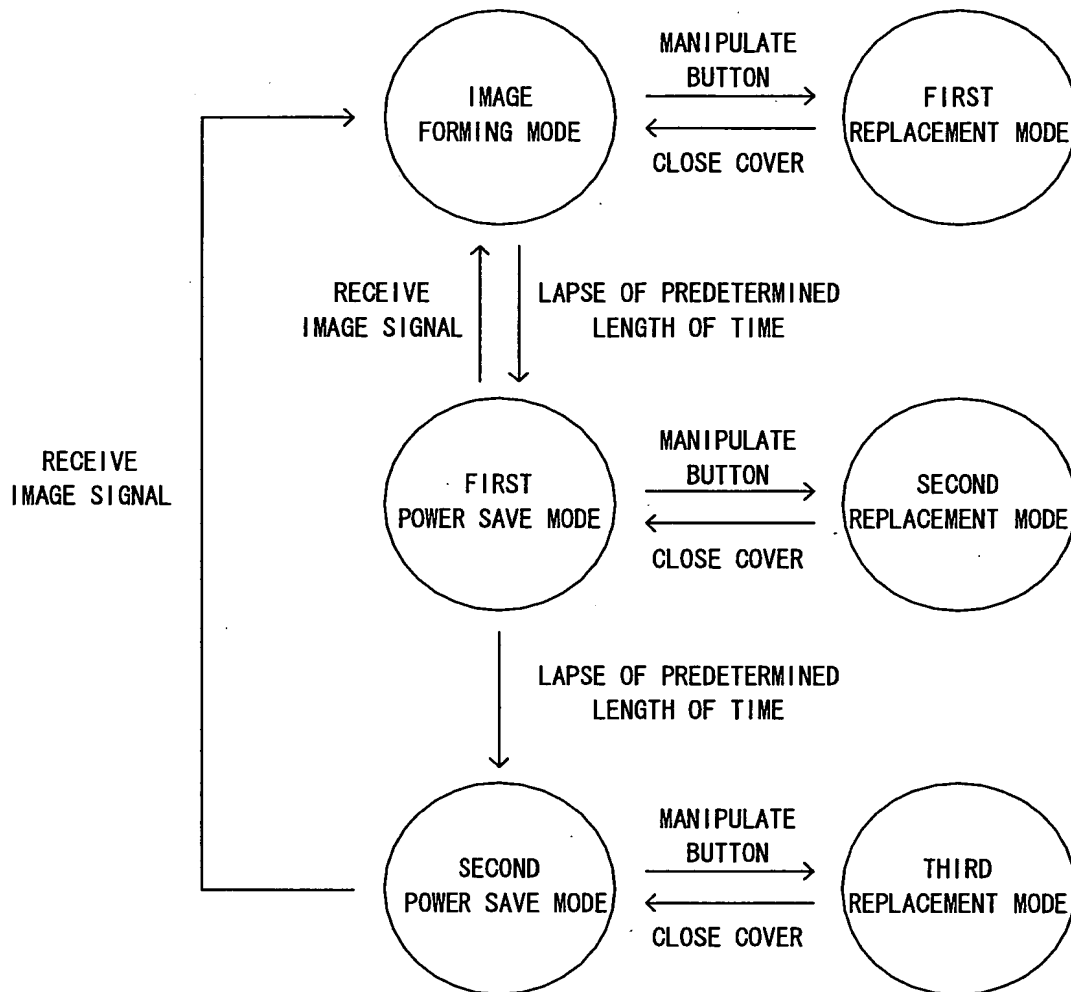 IMAGE
FORMING MODE
MANIPULATE
BUTTON
CLOSE COVER
FIRST
REPLACEMENT MODE
RECEIVE
IMAGE SIGNAL
LAPSE OF PREDETERMINED
LENGTH OF TIME
RECEIVE
IMAGE SIGNAL
FIRST
POWER SAVE MODE
MANIPULATE
BUTTON
CLOSE COVER
SECOND
REPLACEMENT MODE
LAPSE OF PREDETERMINED
LENGTH OF TIME
SECOND
POWER SAVE MODE
MANIPULATE
BUTTON
CLOSE COVER
THIRD
REPLACEMENT MODE